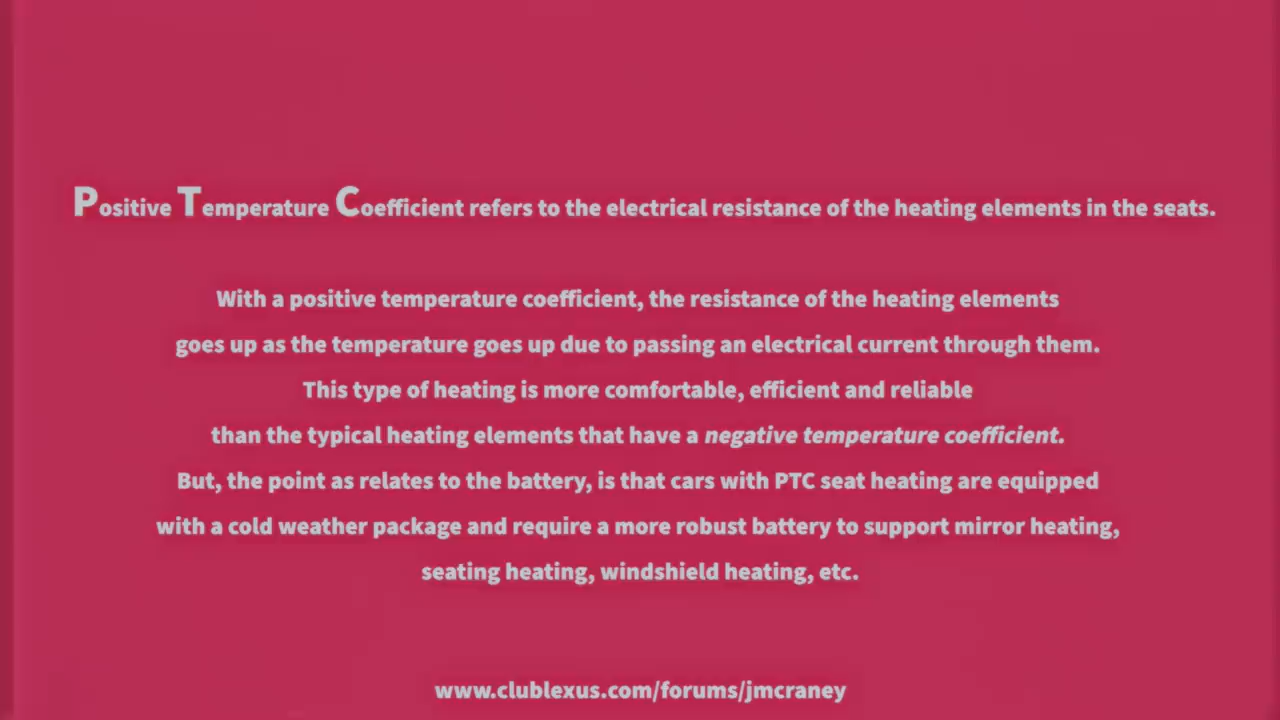 Positive Temperature Coefficient refers to the electrical resistance of the heating elements in the seats.
With a positive temperature coefficient, the resistance of the heating elements
goes up as the temperature goes up due to passing an electrical current through them.
This type of heating is more comfortable, efficient and reliable
than the typical heating elements that have a negative temperature coefficient.
But, the point as relates to the battery, is that cars with PTC seat heating are equipped
with a cold weather package and require a more robust battery to support mirror heating,
seating heating, windshield heating, etc.
www.clublexus.com/forums/jmcraney